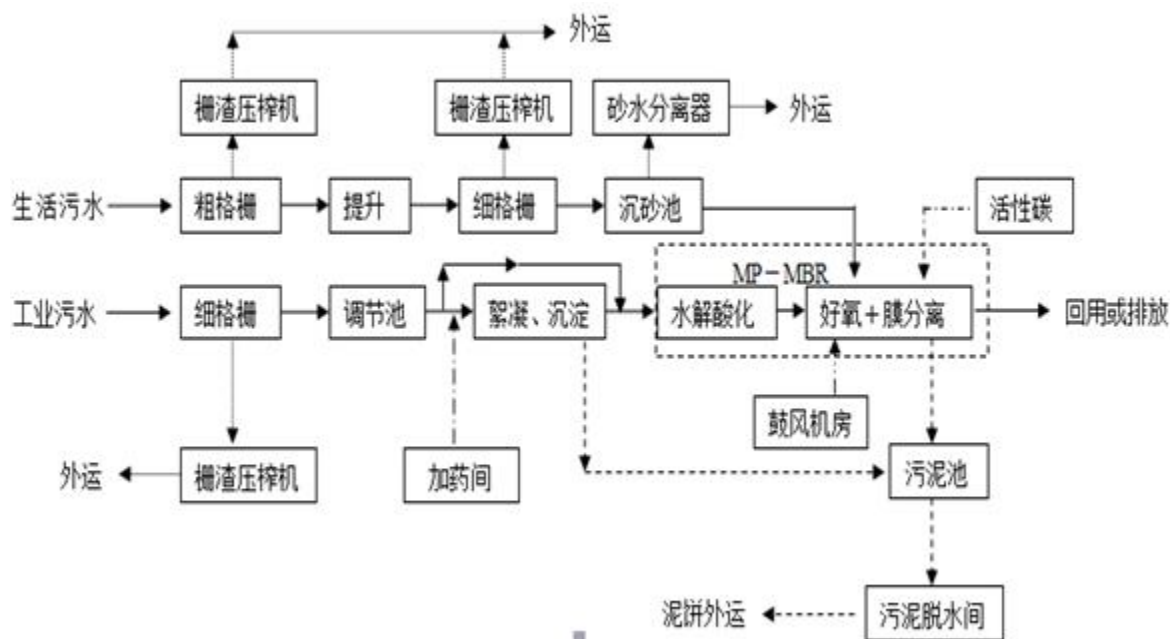 外运
栅渣压榨机
栅渣压榨机
砂水分离器
外运
生活污水
粗格栅
提升
细格栅
沉砂池
活性碳
MP-MBR
工业污水
细格栅
调节池
絮凝、沉淀
水解酸化
好氧+膜分离
回用或排放
鼓风机房
外运
栅渣压榨机
加药间
污泥池
泥饼外运
污泥脱水间